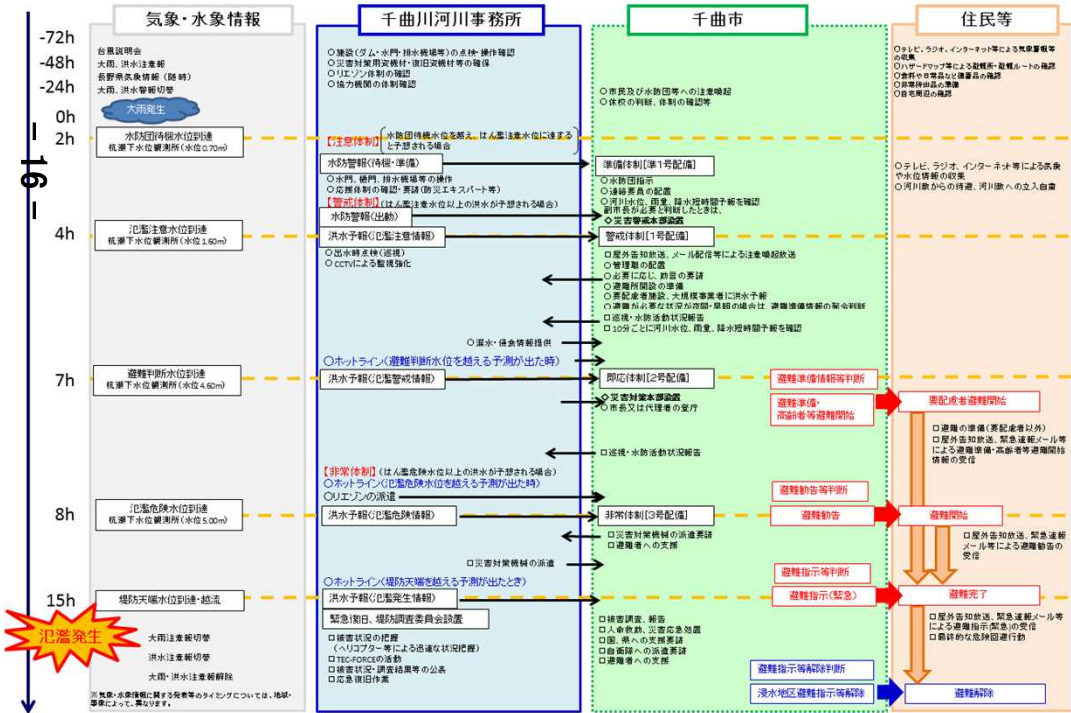 気象・水象情報
千曲川河川事務所
千曲市
住民等
-72h
-48h
-24h
0h
2h
4h
7h
8h
15h
- 16 -
台風説明会
大雨、洪水注意報
長野県気象情報(随時)
大雨、洪水警報切替
大雨発生
水防団待機水位到達
杭瀬下水位観測所(水位0.70m)
氾濫注意水位到達
杭瀬下水位観測所(水位1.60m)
避難判断水位到達
杭瀬下水位観測所(水位4.60m)
氾濫危険水位到達
杭瀬下水位観測所(水位5.00m)
堤防天端水位到達・越流
氾濫発生
大雨注意報切替
洪水注意報切替
大雨・洪水注意報解除
※気象・水象情報に関する発表等のタイミングについては、地域・
事象によって、異なります。
○施設(ダム・水門・排水機場等)の点検・操作確認
○災害対策用資機材・復旧資機材等の確保
○リエゾン体制の確認
○協力機関の体制確認
【注意体制】
水防団待機水位を越え、はん濫注意水位に達する
と予想される場合
水防警報(待機・準備)
○水門、樋門、排水機場等の操作
○応援体制の確認・要請(防災エキスパート等)
【警戒体制】(はん濫注意水位以上の洪水が予想される場合)
水防警報(出動)
洪水予報(氾濫注意情報)
○出水時点検(巡視)
○CCTVによる監視強化
○漏水・侵食情報提供
○ホットライン(避難判断水位を越える予測が出た時)
洪水予報(氾濫警戒情報)
【非常体制】(はん濫危険水位以上の洪水が予想される場合)
○ホットライン(氾濫危険水位を越える予測が出た時)
○リエゾンの派遣
洪水予報(氾濫危険情報)
□災害対策機械の派遣
○ホットライン(堤防天端を越える予測が出たとき)
洪水予報(氾濫発生情報)
緊急復旧、堤防調査委員会設置
□被害状況の把握
(ヘリコプター等による迅速な状況把握)
□TEC-FORCEの活動
□被害状況・調査結果等の公表
□応急復旧作業
○市民及び水防団等への注意喚起
○休校の判断、体制の確認等
準備体制[準1号配備]
○水防団指示
○連絡要員の配置
○河川水位、雨量、降水短時間予報を確認
副市長が必要と判断したときは、
◇災害警戒本部設置
警戒体制[1号配備]
□屋外告知放送、メール配信等による注意喚起放送
○管理職の配置
○必要に応じ、助言の要請
○避難所開設の準備
○要配慮者施設、大規模事業者に洪水予報
○避難が必要な状況が夜間・早朝の場合は、避難準備情報の発令判断
□巡視・水防活動状況報告
□10分ごとに河川水位、雨量、降水短時間予報を確認
即応体制[2号配備]
◇災害対策本部設置
○市長又は代理者の登庁
□巡視・水防活動状況報告
非常体制[3号配備]
□災害対策機械の派遣要請
□避難者への支援
□被害調査、報告
□人命救助、災害応急処置
□国、県への支援要請
□自衛隊への派遣要請
□避難者への支援
避難準備情報等判断
避難準備・
高齢者等避難開始
避難勧告等判断
避難勧告
避難指示等判断
避難指示(緊急)
避難指示等解除判断
浸水地区避難指示等解除
○テレビ、ラジオ、インターネット等による気象警報等
の収集
○ハザードマップ等による避難所・避難ルートの確認
○食料や日常品など備蓄品の確認
○非常持出品の準備
○自宅周辺の確認
○テレビ、ラジオ、インターネット等による気象
や水位情報の収集
○河川敷からの待避、河川敷への立入自粛
要配慮者避難開始
□避難の準備(要配慮者以外)
□屋外告知放送、緊急速報メール等
による避難準備・高齢者等避難開始
情報の受信
避難開始
□屋外告知放送、緊急速報
メール等による避難勧告の
受信
避難完了
□屋外告知放送、緊急速報メール等
による避難指示(緊急)の受信
□最終的な危険回避行動
避難解除